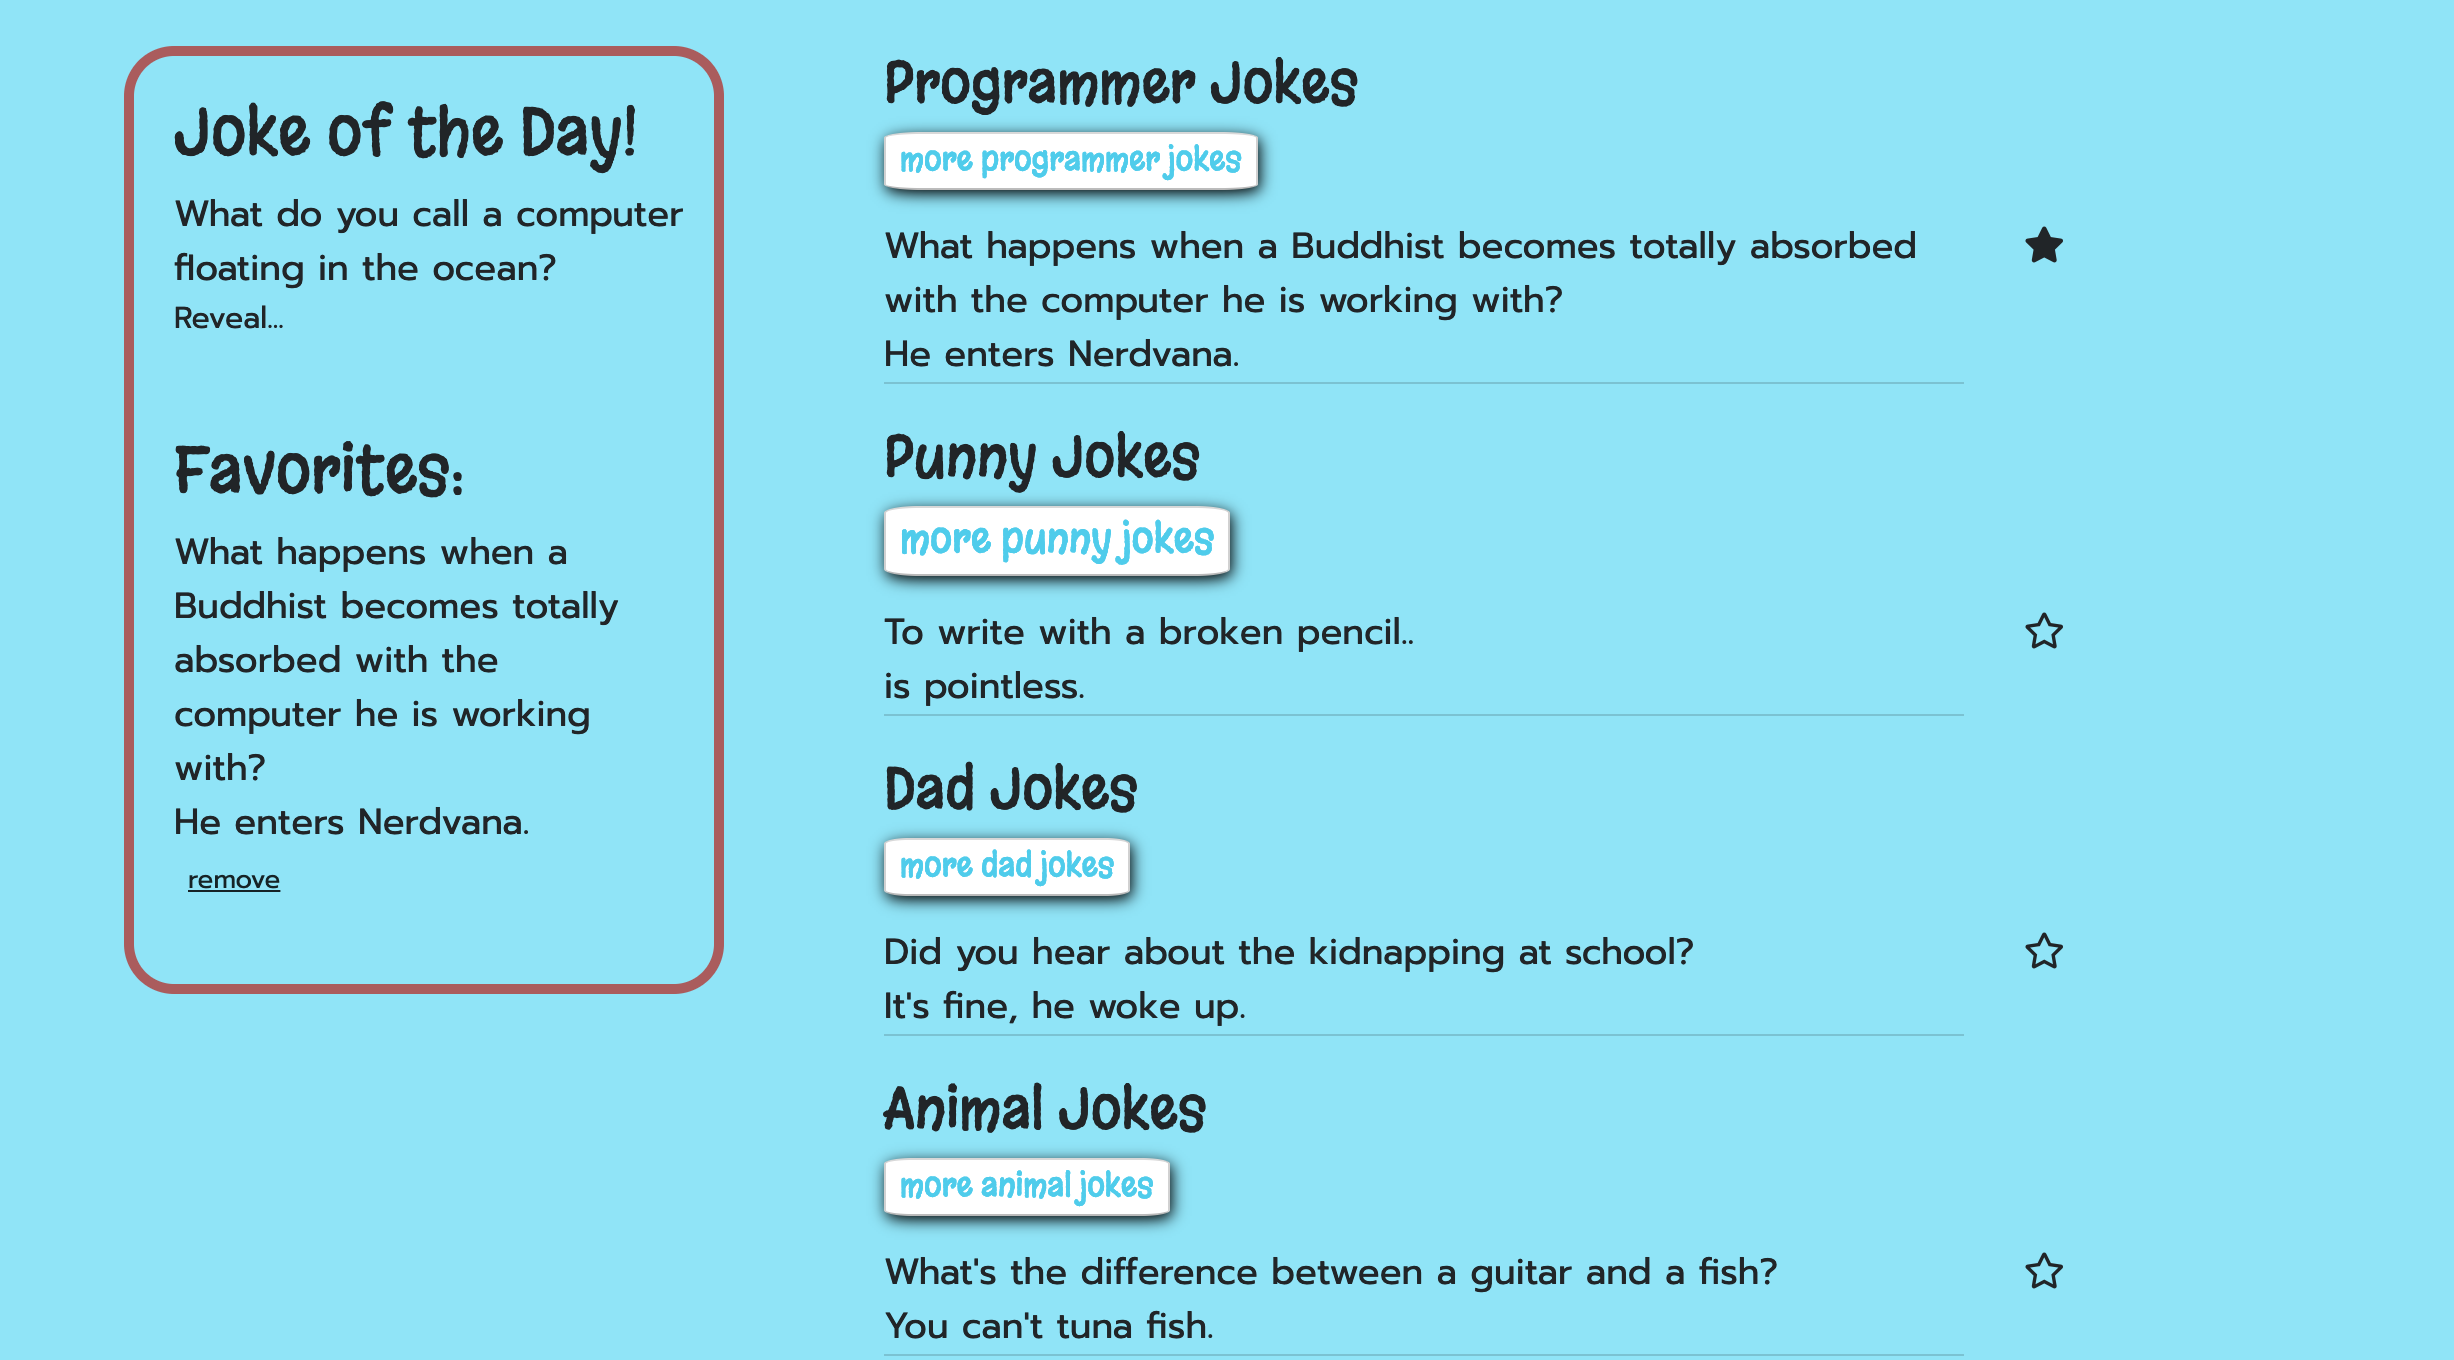 Joke of the Day!
What do you call a computer
floating in the ocean?
Reveal...
Favorites:
What happens when a
Buddhist becomes totally
absorbed with the
computer he is working
with?
He enters Nerdvana.
remove
Programmer Jokes
more programmer jokes
What happens when a Buddhist becomes totally absorbed
with the computer he is working with?
He enters Nerdvana.
Punny Jokes
more punny jokes
To write with a broken pencil..
is pointless.
Dad Jokes
more dad jokes
Did you hear about the kidnapping at school?
It's fine, he woke up.
Animal Jokes
more animal jokes
What's the difference between a guitar and a fish?
You can't tuna fish.